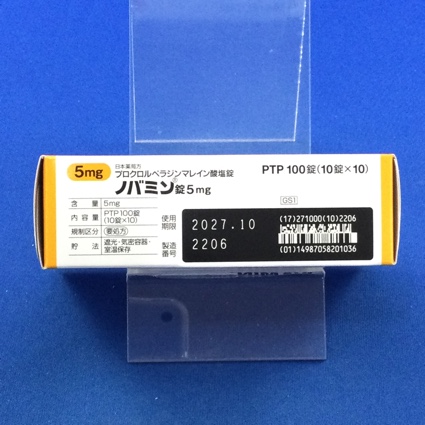 5mg
日本薬局方
プロクロルペラジンマレイン酸塩錠
ノバミン®錠5mg
PTP 100錠(10錠×10)
含量 5mg
内容量 PTP100錠
(10錠×10)
規制区分 要処方
貯法 遮光・気密容器・
室温保存
使用
期限 2027.10
製造
番号 2206
GS1
(17)271000(10)2206
(01)14987058201036